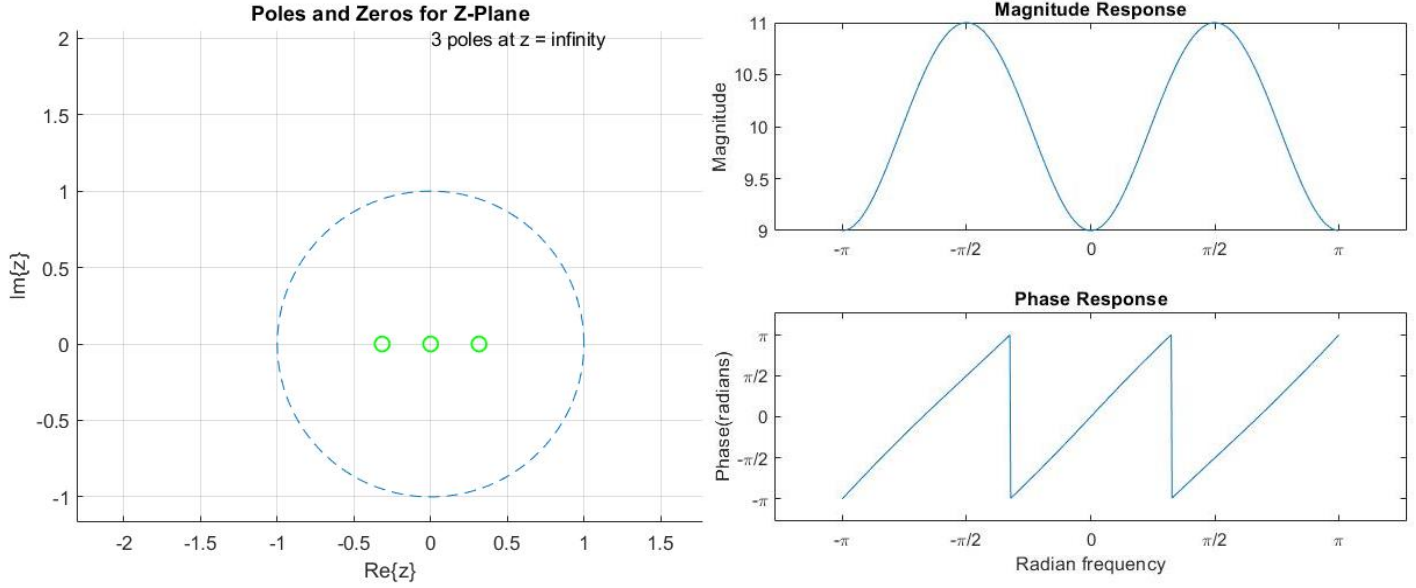 Poles and Zeros for Z-Plane
3 poles at z = infinity
2
1.5
1
0.5
0
-0.5
-1
Im{z}
-2
-1.5
-1
-0.5
0
0.5
1
1.5
Re{z}
Magnitude Response
11
10.5
10
9.5
9
Magnitude
-π
-π/2
0
π/2
π
Phase Response
π
π/2
0
-π/2
-π
Phase(radians)
-π
-π/2
0
π/2
π
Radian frequency